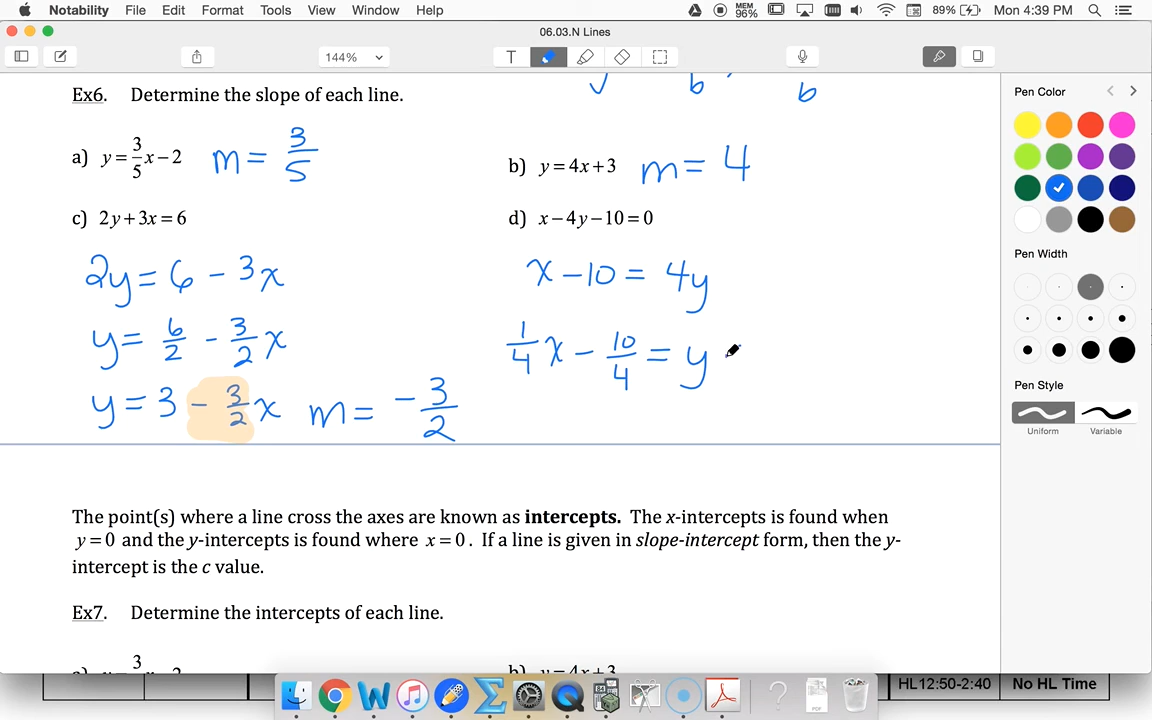 Notability File Edit Format Tools View Window Help MEM 96% 89% Mon 4:39 PM
06.03.N Lines
144% T
Ex6. Determine the slope of each line.
y b , b
a) y = 3/5 x − 2 m = 3/5
b) y = 4x + 3 m = 4
c) 2y + 3x = 6
d) x − 4y − 10 = 0
2y = 6 − 3x
y = 6/2 − 3/2 x
y = 3 − 3/2 x m = −3/2
x − 10 = 4y
1/4 x − 10/4 = y
The point(s) where a line cross the axes are known as intercepts. The x-intercepts is found when
y = 0 and the y-intercepts is found where x = 0. If a line is given in slope-intercept form, then the y-
intercept is the c value.
Ex7. Determine the intercepts of each line.
3
b) y = 4x + 3
Pen Color
Pen Width
Pen Style
Uniform Variable
HL12:50-2:40 No HL Time